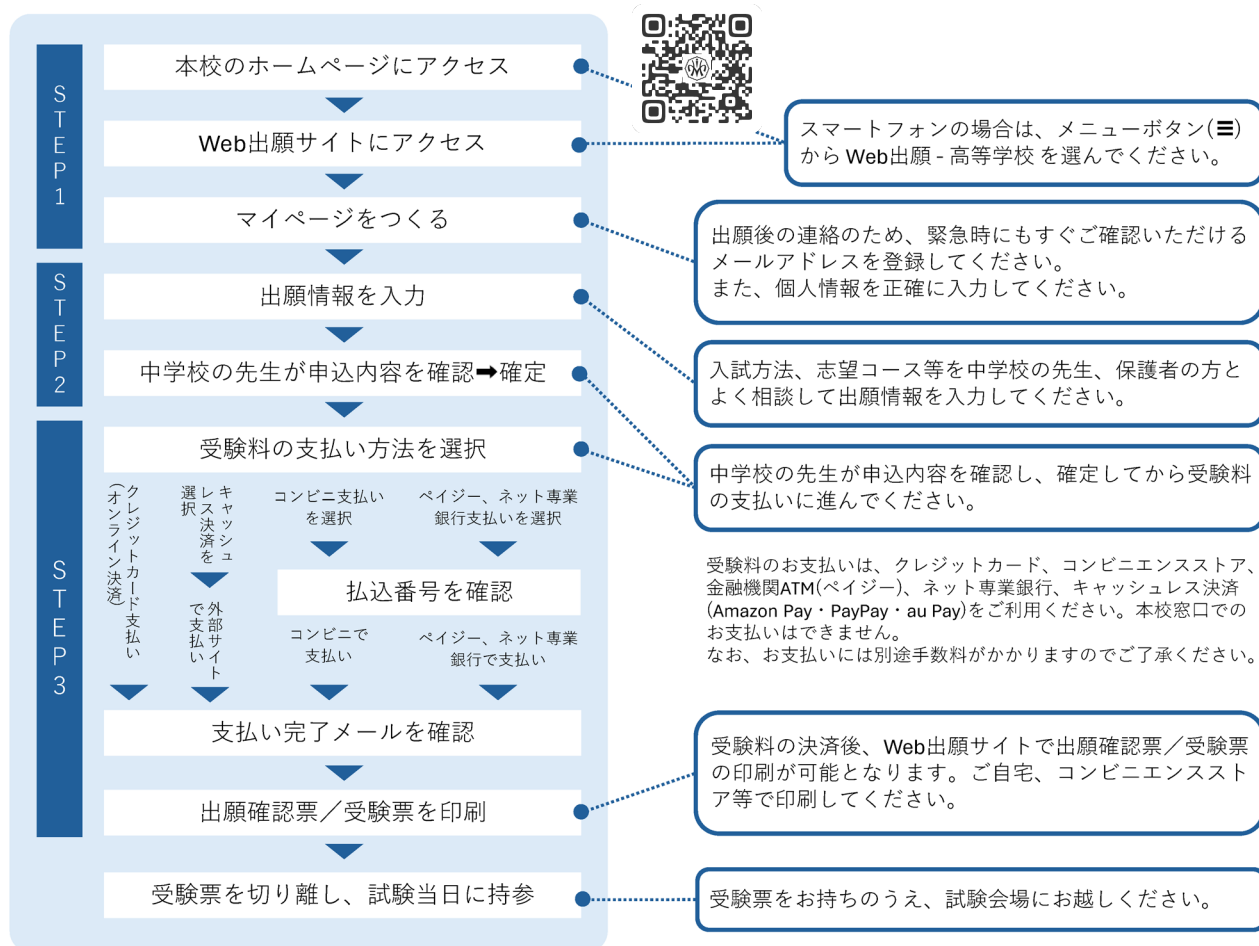 STEP1
本校のホームページにアクセス
Web出願サイトにアクセス
スマートフォンの場合は、メニューボタン(☰)
から Web出願 - 高等学校 を選んでください。
マイページをつくる
出願後の連絡のため、緊急時にもすぐご確認いただける
メールアドレスを登録してください。
また、個人情報を正確に入力してください。
STEP2
出願情報を入力
入試方法、志望コース等を中学校の先生、保護者の方と
よく相談して出願情報を入力してください。
中学校の先生が申込内容を確認➡確定
中学校の先生が申込内容を確認し、確定してから受験料
の支払いに進んでください。
STEP3
受験料の支払い方法を選択
クレジットカード支払い
(オンライン決済)
キャッシュ
レス決済を
選択
外部サイト
で支払い
コンビニ支払い
を選択
ペイジー、ネット専業
銀行支払いを選択
払込番号を確認
コンビニで
支払い
ペイジー、ネット専業
銀行で支払い
受験料のお支払いは、クレジットカード、コンビニエンスストア、
金融機関ATM(ペイジー)、ネット専業銀行、キャッシュレス決済
(Amazon Pay・PayPay・au Pay)をご利用ください。本校窓口での
お支払いはできません。
なお、お支払いには別途手数料がかかりますのでご了承ください。
支払い完了メールを確認
出願確認票／受験票を印刷
受験料の決済後、Web出願サイトで出願確認票／受験票
の印刷が可能となります。ご自宅、コンビニエンススト
ア等で印刷してください。
受験票を切り離し、試験当日に持参
受験票をお持ちのうえ、試験会場にお越しください。